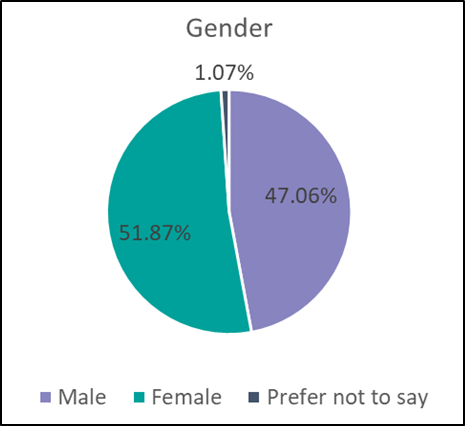 Gender
1.07%
47.06%
51.87%
Male Female Prefer not to say